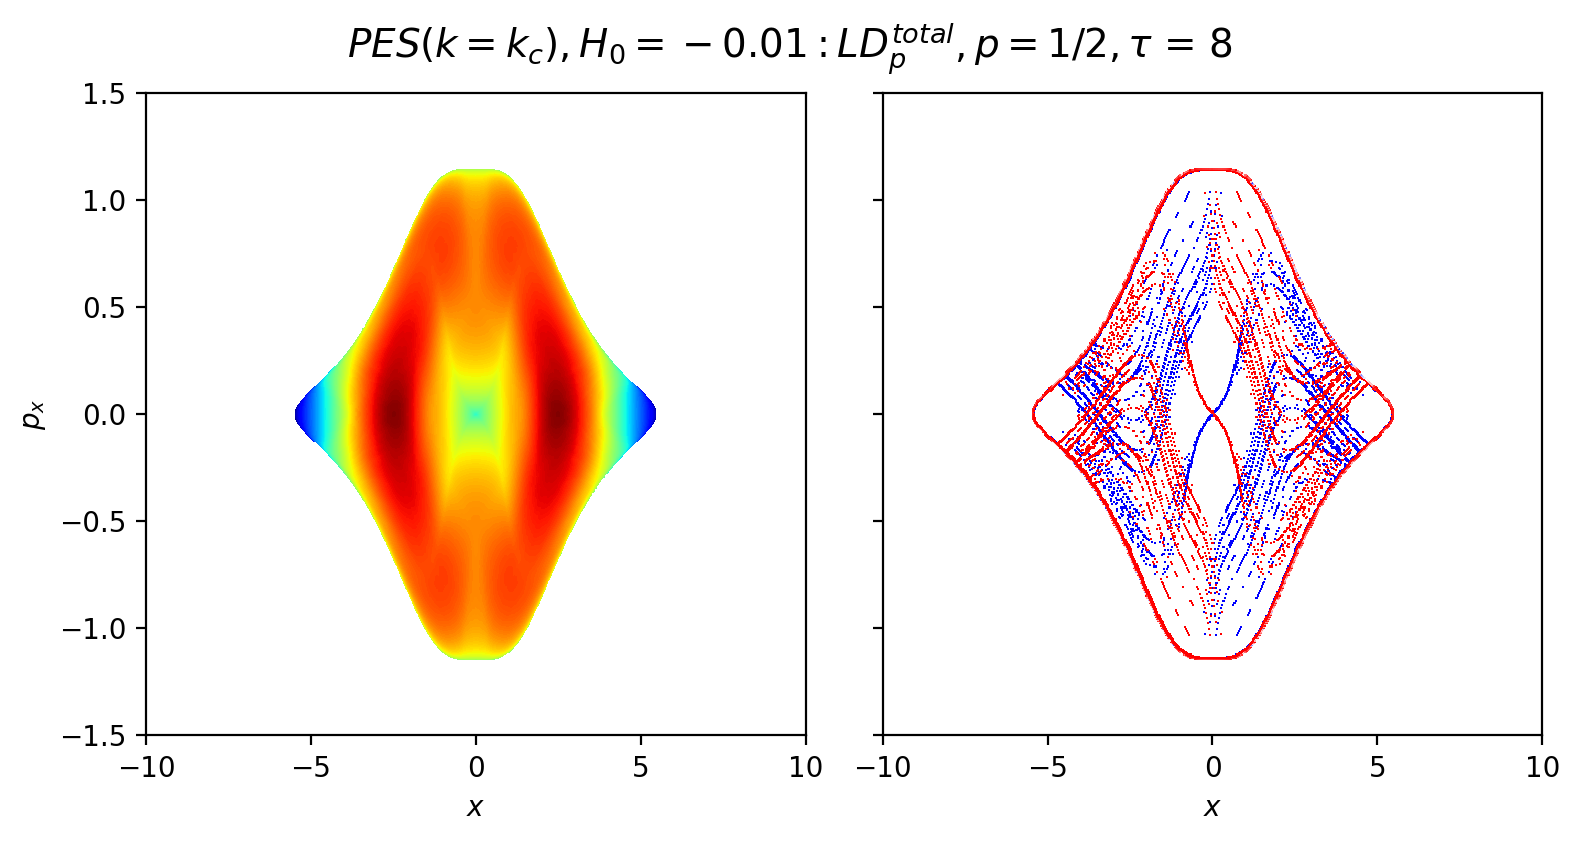 PES(k = k_c), H_0 = −0.01 : LD_p^{total}, p = 1/2, τ = 8
1.5
1.0
0.5
0.0
−0.5
−1.0
−1.5
p_x
−10 −5 0 5 10
−10 −5 0 5 10
x x